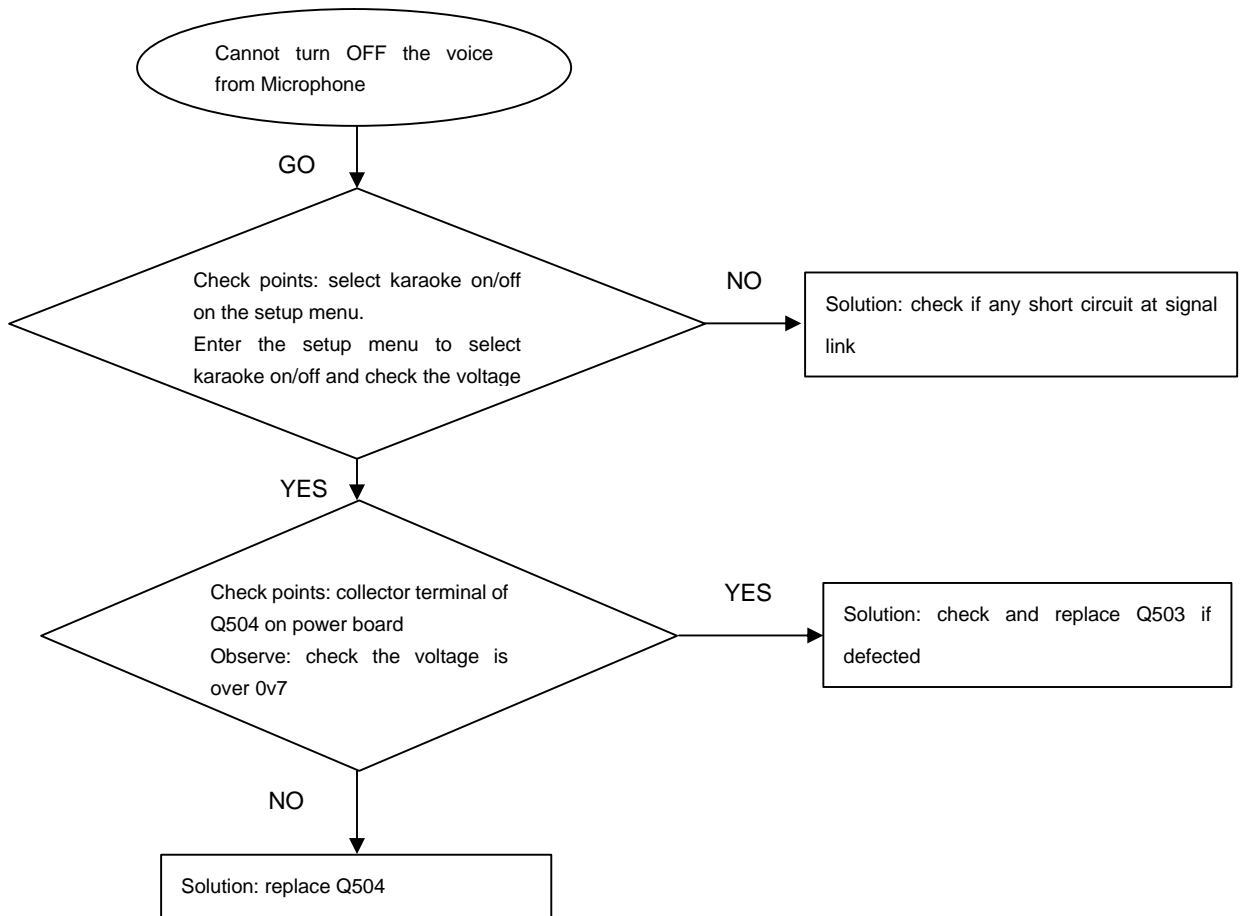 Cannot turn OFF the voice
from Microphone
GO
Check points: select karaoke on/off
on the setup menu.
Enter the setup menu to select
karaoke on/off and check the voltage
NO
Solution: check if any short circuit at signal
link
YES
Check points: collector terminal of
Q504 on power board
Observe: check the voltage is
over 0v7
YES
Solution: check and replace Q503 if
defected
NO
Solution: replace Q504